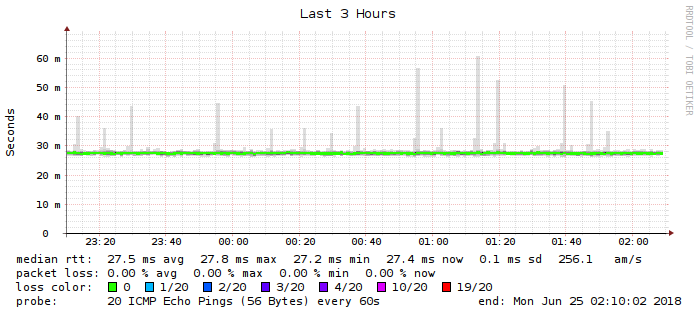 Last 3 Hours
RRDTOOL / TOBI OETIKER
Seconds
60 m
50 m
40 m
30 m
20 m
10 m
0
23:20 23:40 00:00 00:20 00:40 01:00 01:20 01:40 02:00
median rtt: 27.5 ms avg 27.8 ms max 27.2 ms min 27.4 ms now 0.1 ms sd 256.1 am/s
packet loss: 0.00 % avg 0.00 % max 0.00 % min 0.00 % now
loss color: 0 1/20 2/20 3/20 4/20 10/20 19/20
probe: 20 ICMP Echo Pings (56 Bytes) every 60s end: Mon Jun 25 02:10:02 2018